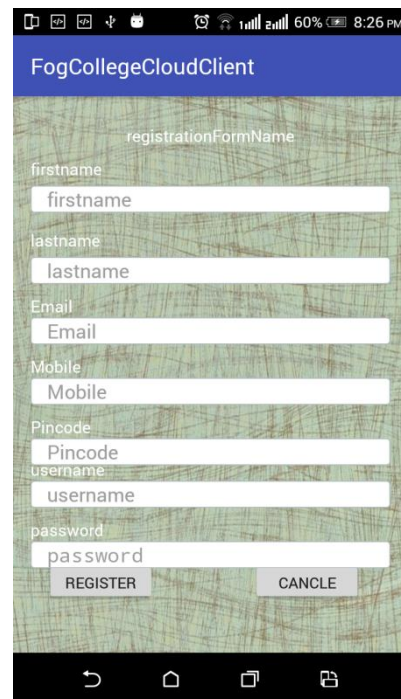 60% 8:26 PM
FogCollegeCloudClient
registrationFormName
firstname
firstname
lastname
lastname
Email
Email
Mobile
Mobile
Pincode
Pincode
username
username
password
password
REGISTER CANCLE